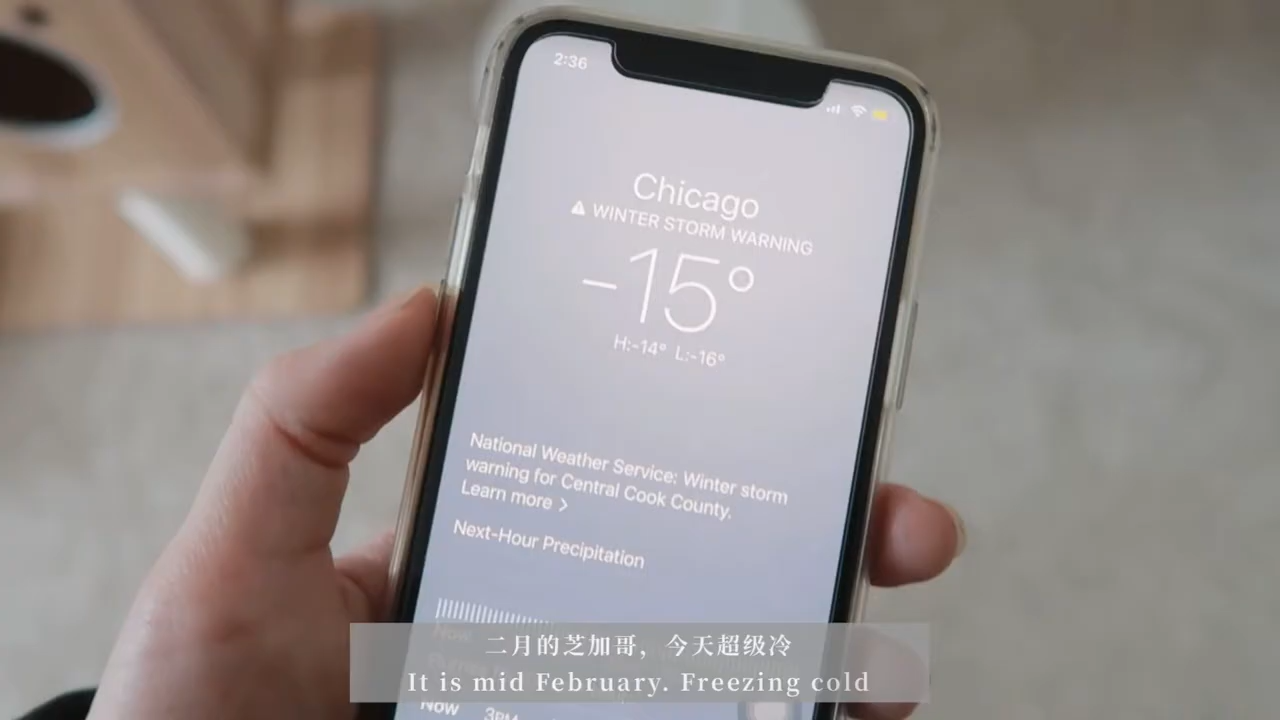 2:36
Chicago
WINTER STORM WARNING
-15°
H:-14° L:-16°
National Weather Service: Winter storm
warning for Central Cook County.
Learn more >
Next-Hour Precipitation
Now
二月的芝加哥，今天超级冷
It is mid February. Freezing cold
Now 3PM